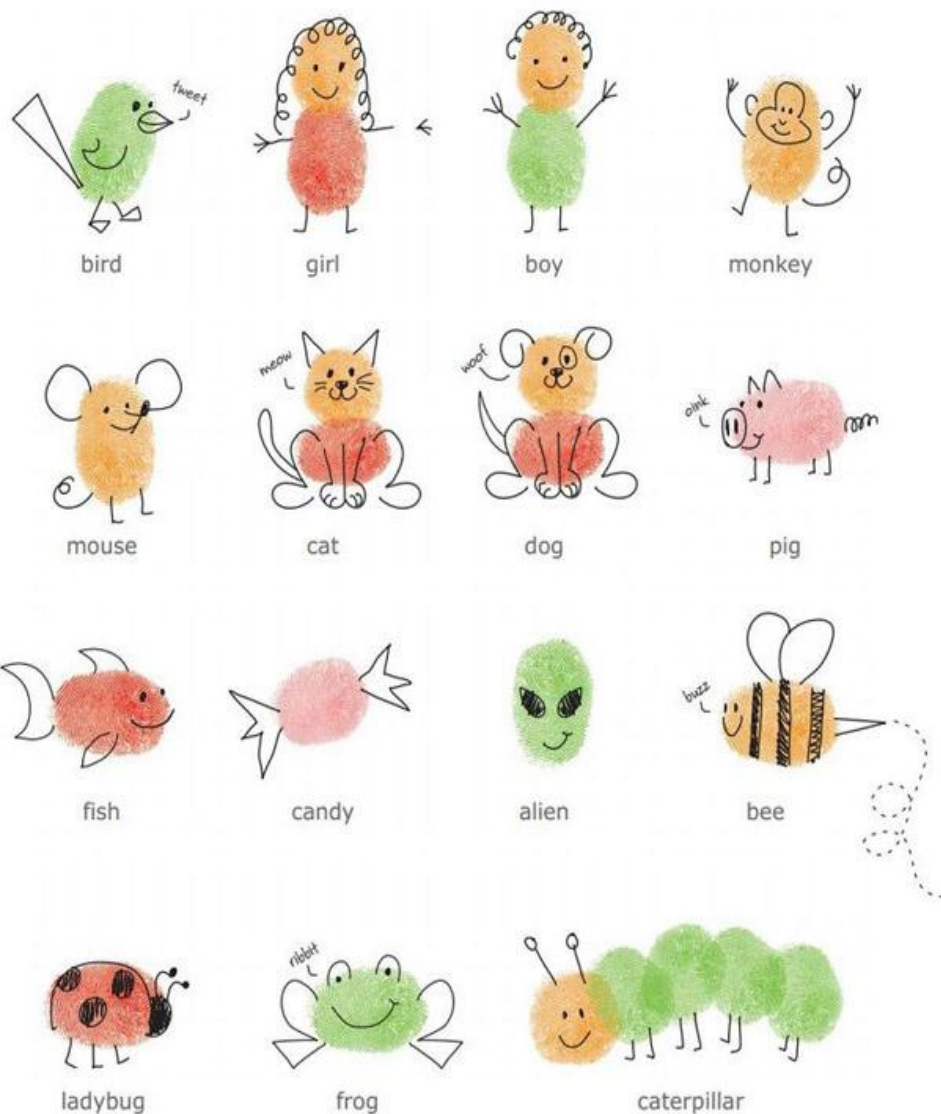 tweet
bird
girl
boy
monkey
meow
woof
oink
mouse
cat
dog
pig
buzz
fish
candy
alien
bee
ribbit
ladybug
frog
caterpillar